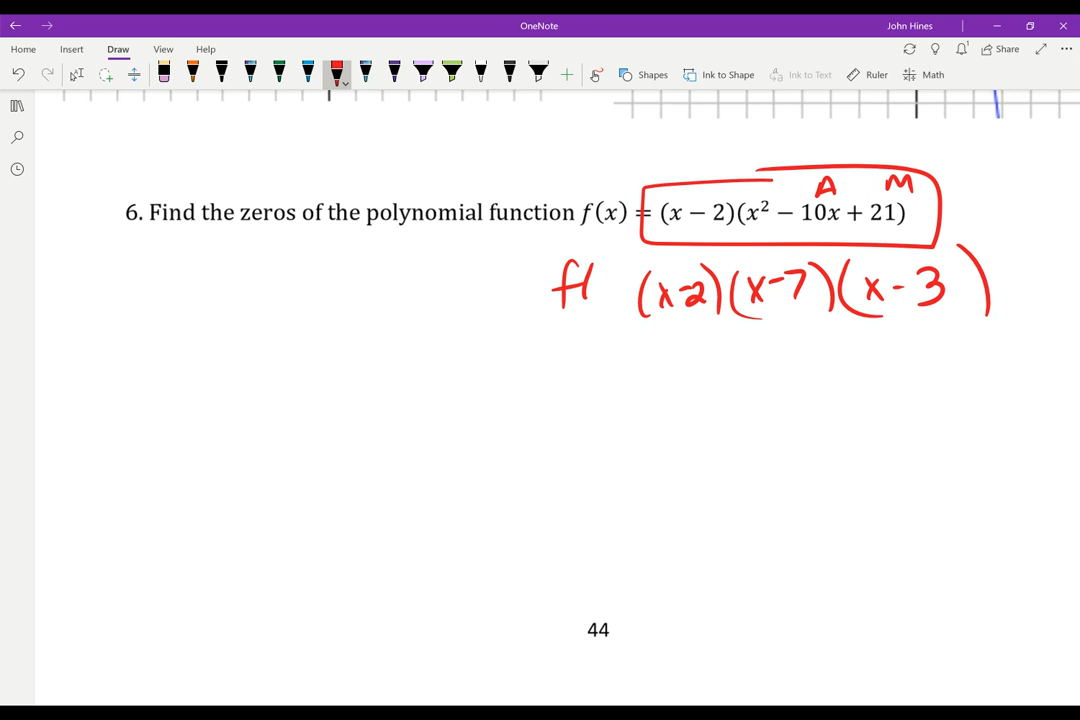 OneNote
John Hines
Home Insert Draw View Help
Share
Shapes Ink to Shape Ink to Text Ruler Math
A M
6. Find the zeros of the polynomial function f(x) = (x − 2)(x² − 10x + 21)
f( (x-2)(x-7)(x-3)
44